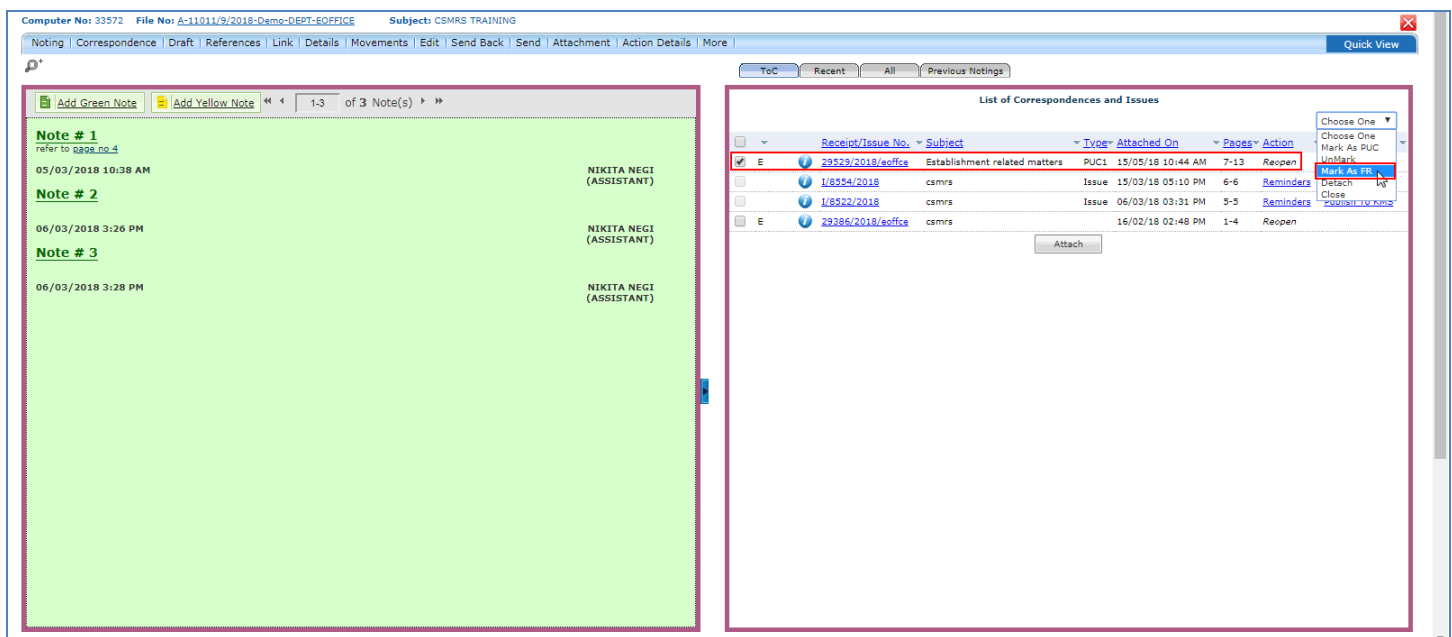 Computer No: 33572 File No: A-11011/9/2018-Demo-DEPT-EOFFICE Subject: CSMRS TRAINING
Noting | Correspondence | Draft | References | Link | Details | Movements | Edit | Send Back | Send | Attachment | Action Details | More |
Quick View
ToC Recent All Previous Notings
Add Green Note Add Yellow Note 1-3 of 3 Note(s)
Note # 1
refer to page no 4
05/03/2018 10:38 AM NIKITA NEGI
(ASSISTANT)
Note # 2
06/03/2018 3:26 PM NIKITA NEGI
(ASSISTANT)
Note # 3
06/03/2018 3:28 PM NIKITA NEGI
(ASSISTANT)
List of Correspondences and Issues
Choose One
Choose One
Mark As PUC
UnMark
Mark As FR
Detach
Close
Receipt/Issue No. Subject Type Attached On Pages Action
E 29529/2018/eoffce Establishment related matters PUC1 15/05/18 10:44 AM 7-13 Reopen
I/8554/2018 csmrs Issue 15/03/18 05:10 PM 6-6 Reminders
I/8522/2018 csmrs Issue 06/03/18 03:31 PM 5-5 Reminders Publish To KMS
E 29386/2018/eoffce csmrs 16/02/18 02:48 PM 1-4 Reopen
Attach